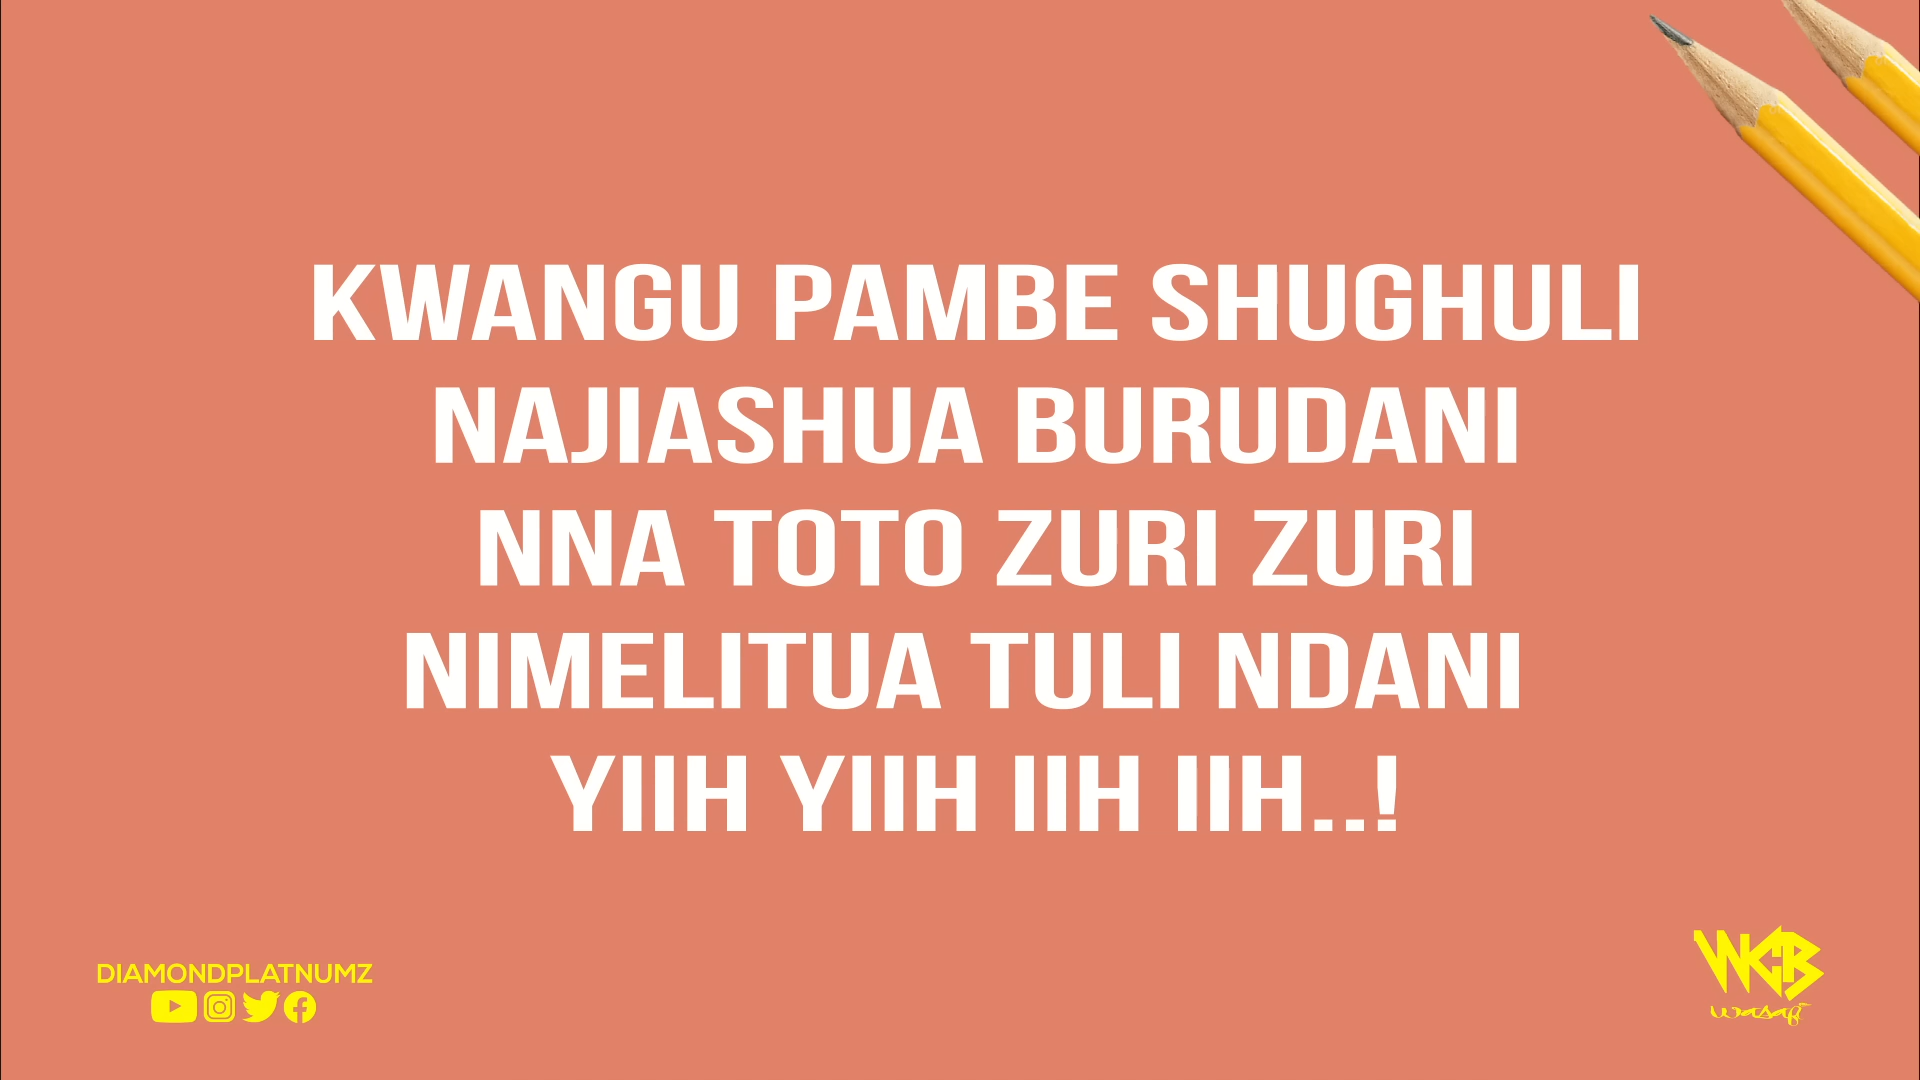 KWANGU PAMBE SHUGHULI
NAJIASHUA BURUDANI
NNA TOTO ZURI ZURI
NIMELITUA TULI NDANI
YIIH YIIH IIH IIH..!
DIAMONDPLATNUMZ
WCB
wasafi